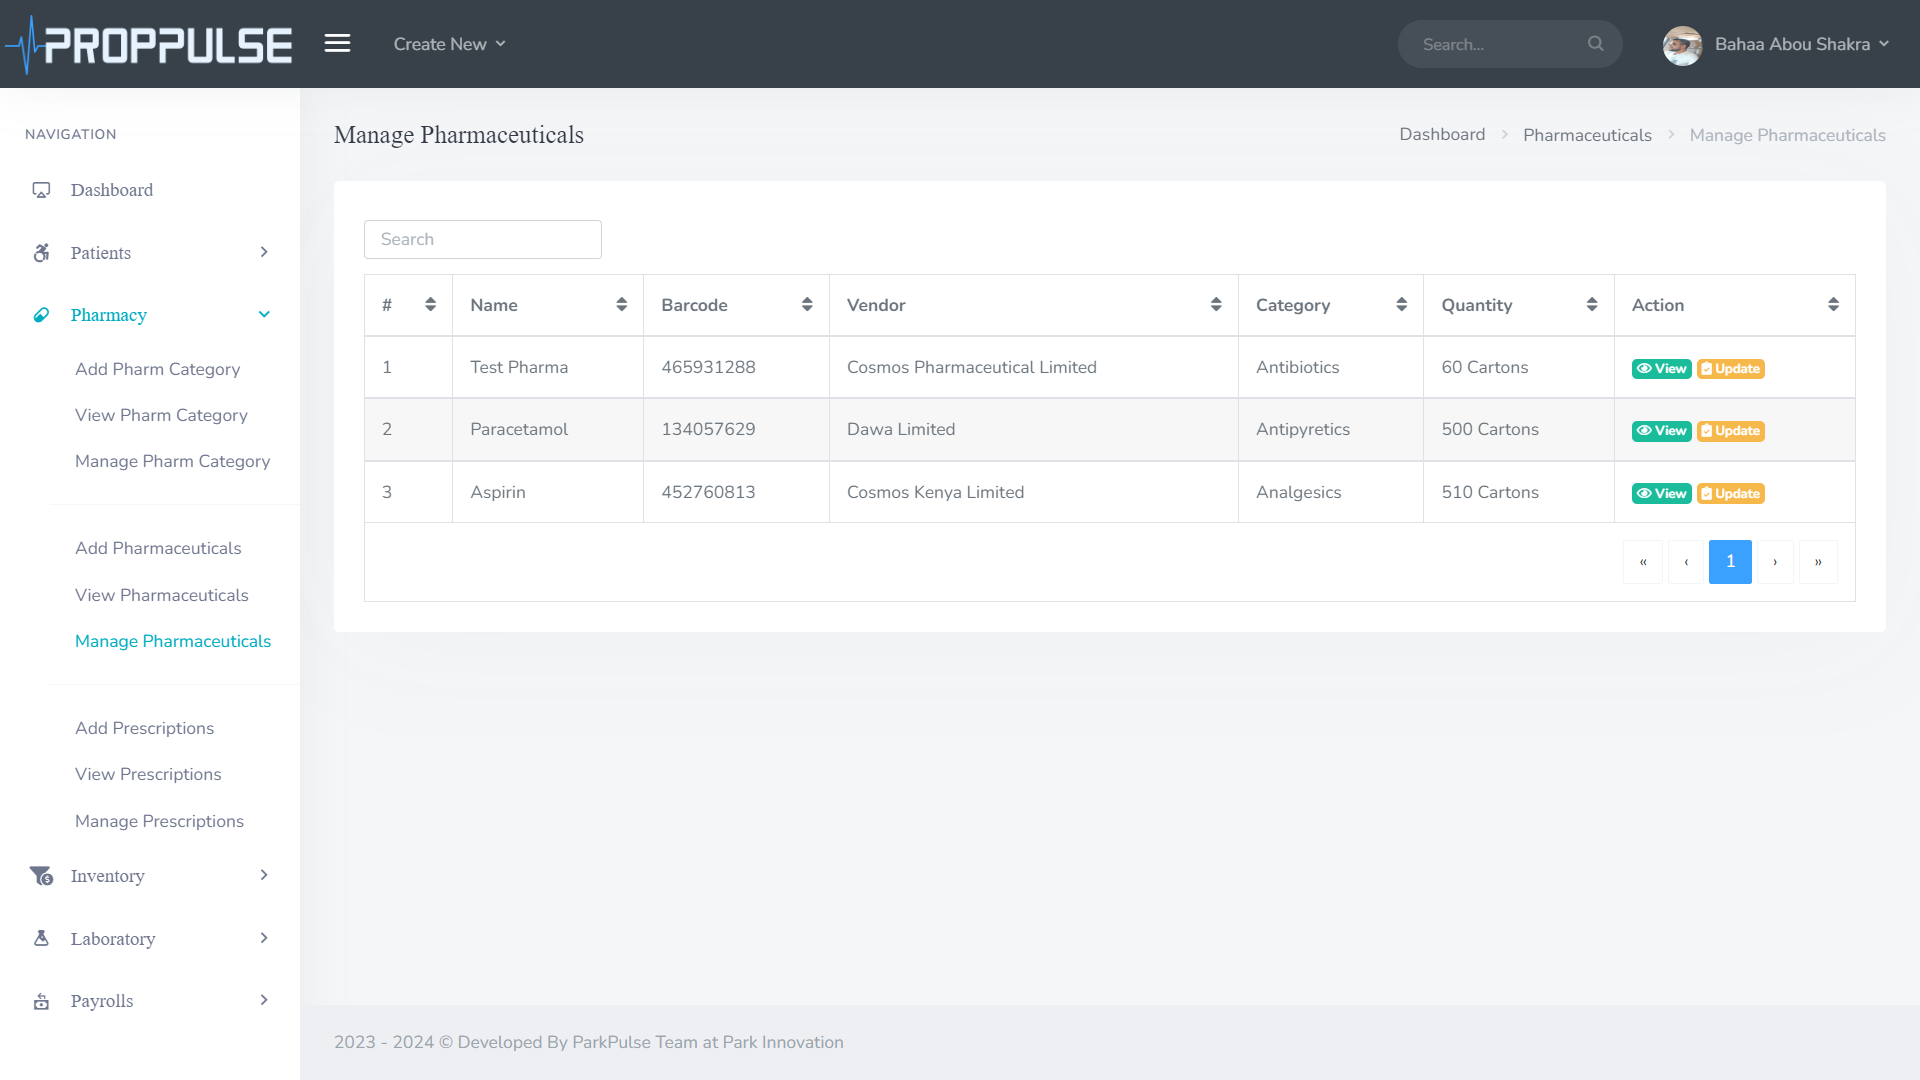 PROPPULSE
Create New
Search...
Bahaa Abou Shakra
NAVIGATION
Dashboard
Patients
Pharmacy
Add Pharm Category
View Pharm Category
Manage Pharm Category
Add Pharmaceuticals
View Pharmaceuticals
Manage Pharmaceuticals
Add Prescriptions
View Prescriptions
Manage Prescriptions
Inventory
Laboratory
Payrolls
Manage Pharmaceuticals
Dashboard > Pharmaceuticals > Manage Pharmaceuticals
Search
# Name Barcode Vendor Category Quantity Action
1 Test Pharma 465931288 Cosmos Pharmaceutical Limited Antibiotics 60 Cartons View Update
2 Paracetamol 134057629 Dawa Limited Antipyretics 500 Cartons View Update
3 Aspirin 452760813 Cosmos Kenya Limited Analgesics 510 Cartons View Update
« ‹ 1 › »
2023 - 2024 © Developed By ParkPulse Team at Park Innovation